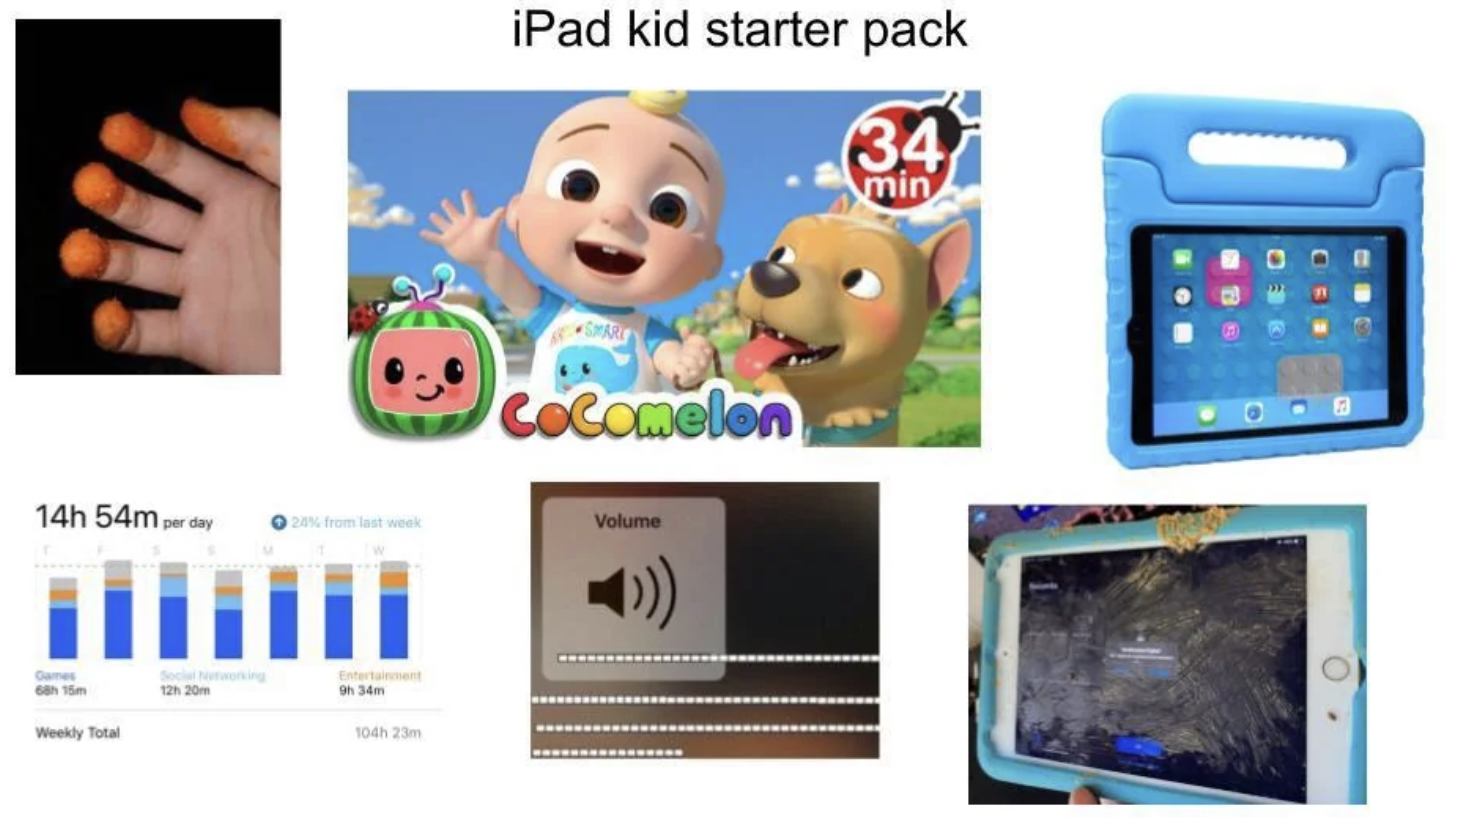 iPad kid starter pack
34
min
CoComelon
14h 54m per day
24% from last week
T F S S M T W
Games Social Networking Entertainment
68h 15m 12h 20m 9h 34m
Weekly Total 104h 23m
Volume